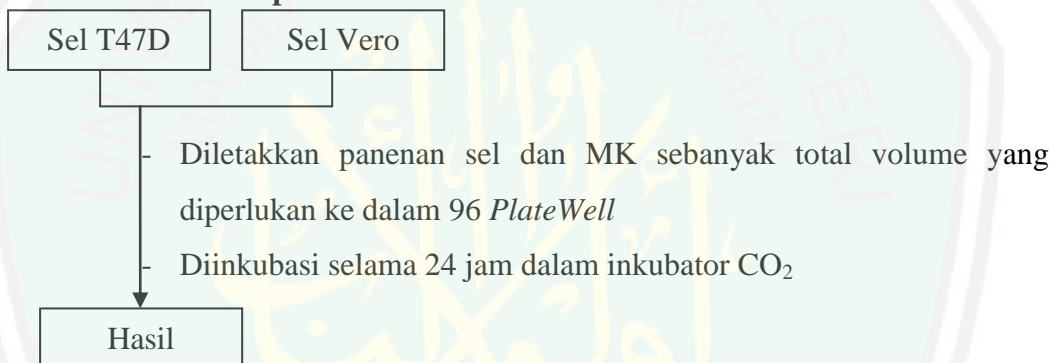 Sel T47D
Sel Vero
- Diletakkan panenan sel dan MK sebanyak total volume yang
diperlukan ke dalam 96 PlateWell
- Diinkubasi selama 24 jam dalam inkubator CO₂
Hasil